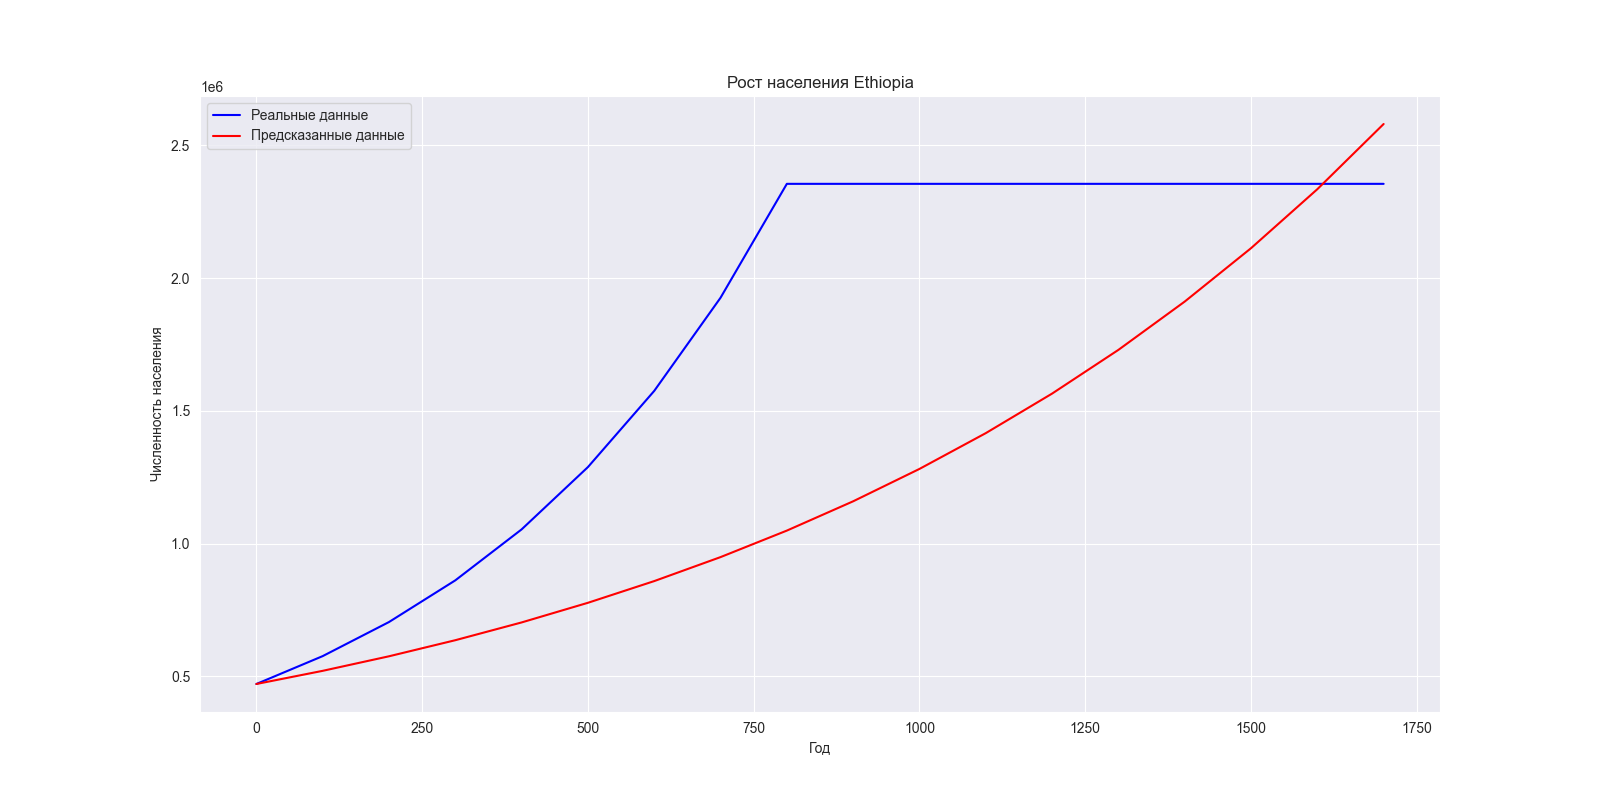 Рост населения Ethiopia
1e6
Реальные данные
Предсказанные данные
2.5
2.0
1.5
1.0
0.5
Численность населения
0 250 500 750 1000 1250 1500 1750
Год